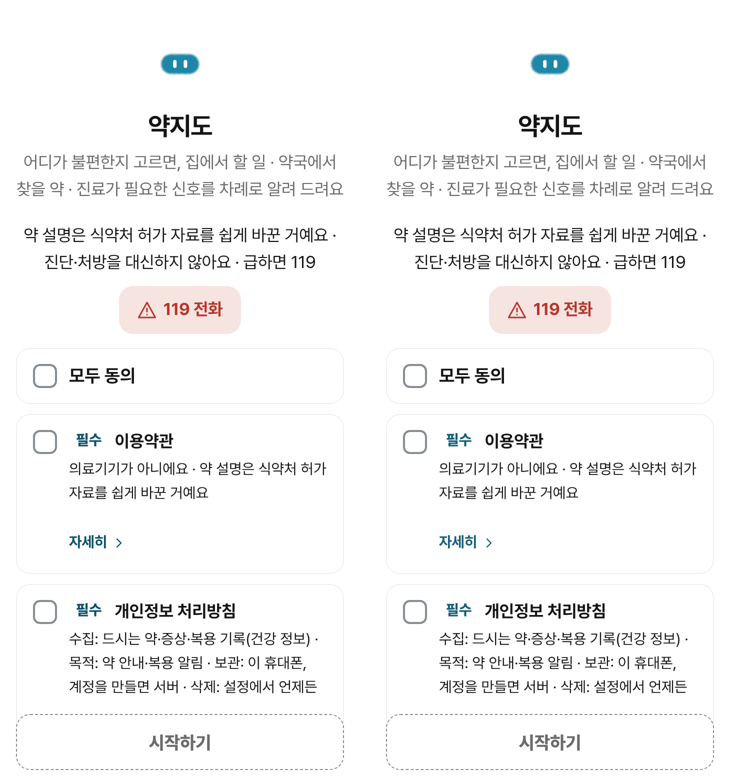 약지도
어디가 불편한지 고르면, 집에서 할 일 · 약국에서
찾을 약 · 진료가 필요한 신호를 차례로 알려 드려요
약 설명은 식약처 허가 자료를 쉽게 바꾼 거예요 ·
진단·처방을 대신하지 않아요 · 급하면 119
119 전화
모두 동의
필수 이용약관
의료기기가 아니에요 · 약 설명은 식약처 허가
자료를 쉽게 바꾼 거예요
자세히
필수 개인정보 처리방침
수집: 드시는 약·증상·복용 기록(건강 정보) ·
목적: 약 안내·복용 알림 · 보관: 이 휴대폰,
계정을 만들면 서버 · 삭제: 설정에서 언제든
시작하기
약지도
어디가 불편한지 고르면, 집에서 할 일 · 약국에서
찾을 약 · 진료가 필요한 신호를 차례로 알려 드려요
약 설명은 식약처 허가 자료를 쉽게 바꾼 거예요 ·
진단·처방을 대신하지 않아요 · 급하면 119
119 전화
모두 동의
필수 이용약관
의료기기가 아니에요 · 약 설명은 식약처 허가
자료를 쉽게 바꾼 거예요
자세히
필수 개인정보 처리방침
수집: 드시는 약·증상·복용 기록(건강 정보) ·
목적: 약 안내·복용 알림 · 보관: 이 휴대폰,
계정을 만들면 서버 · 삭제: 설정에서 언제든
시작하기